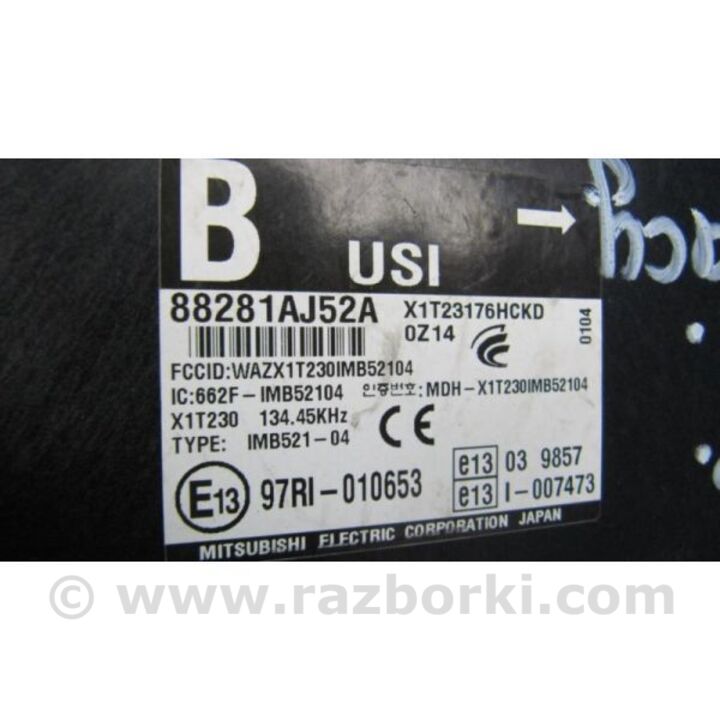 B
USI
→
acy
88281AJ52A X1T23176HCKD
0Z14
0104
FCCID:WAZX1T230IMB52104
IC:662F-IMB52104 인증번호:MDH-X1T230IMB52104
X1T230 134.45KHz
TYPE: IMB521-04 CE
E13 97RI-010653
e13 03 9857
e13 I-007473
MITSUBISHI ELECTRIC CORPORATION JAPAN
© www.razborki.com